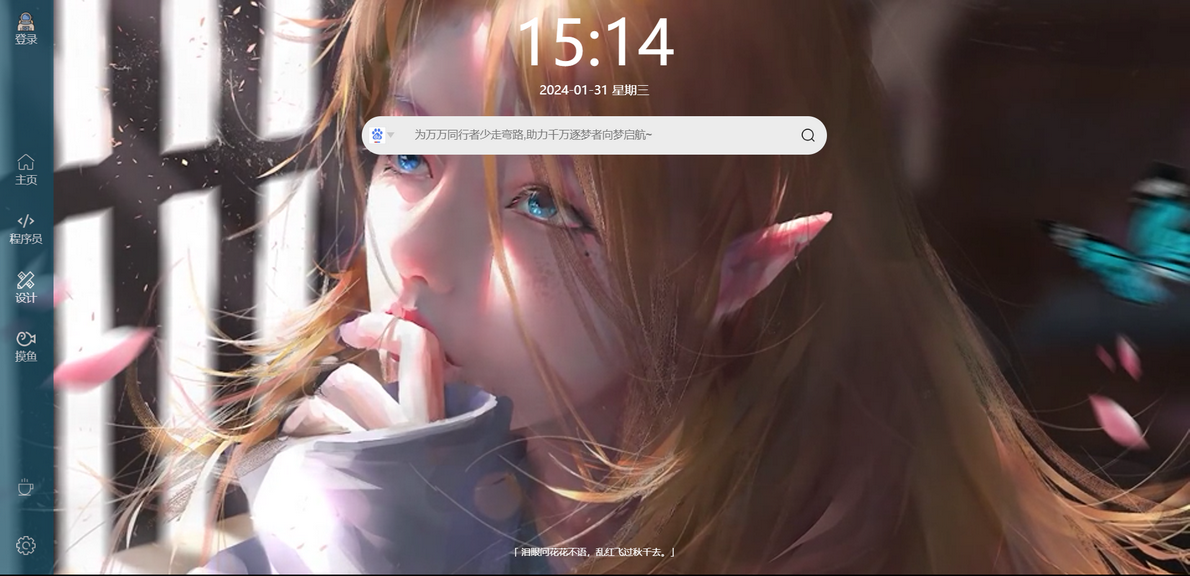 登录
主页
程序员
设计
摸鱼
15:14
2024-01-31 星期三
为万万同行者少走弯路,助力千万逐梦者向梦启航~
「 泪眼问花花不语，乱红飞过秋千去。」